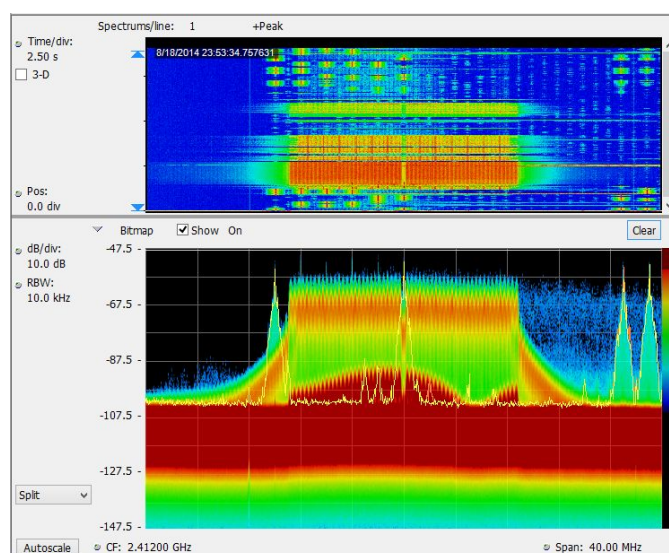 Spectrums/line: 1 +Peak
Time/div:
2.50 s
3-D
8/18/2014 23:53:34.757631
Pos:
0.0 div
Bitmap Show On Clear
dB/div:
10.0 dB
RBW:
10.0 kHz
-47.5
-67.5
-87.5
-107.5
-127.5
-147.5
Split
Autoscale CF: 2.41200 GHz Span: 40.00 MHz